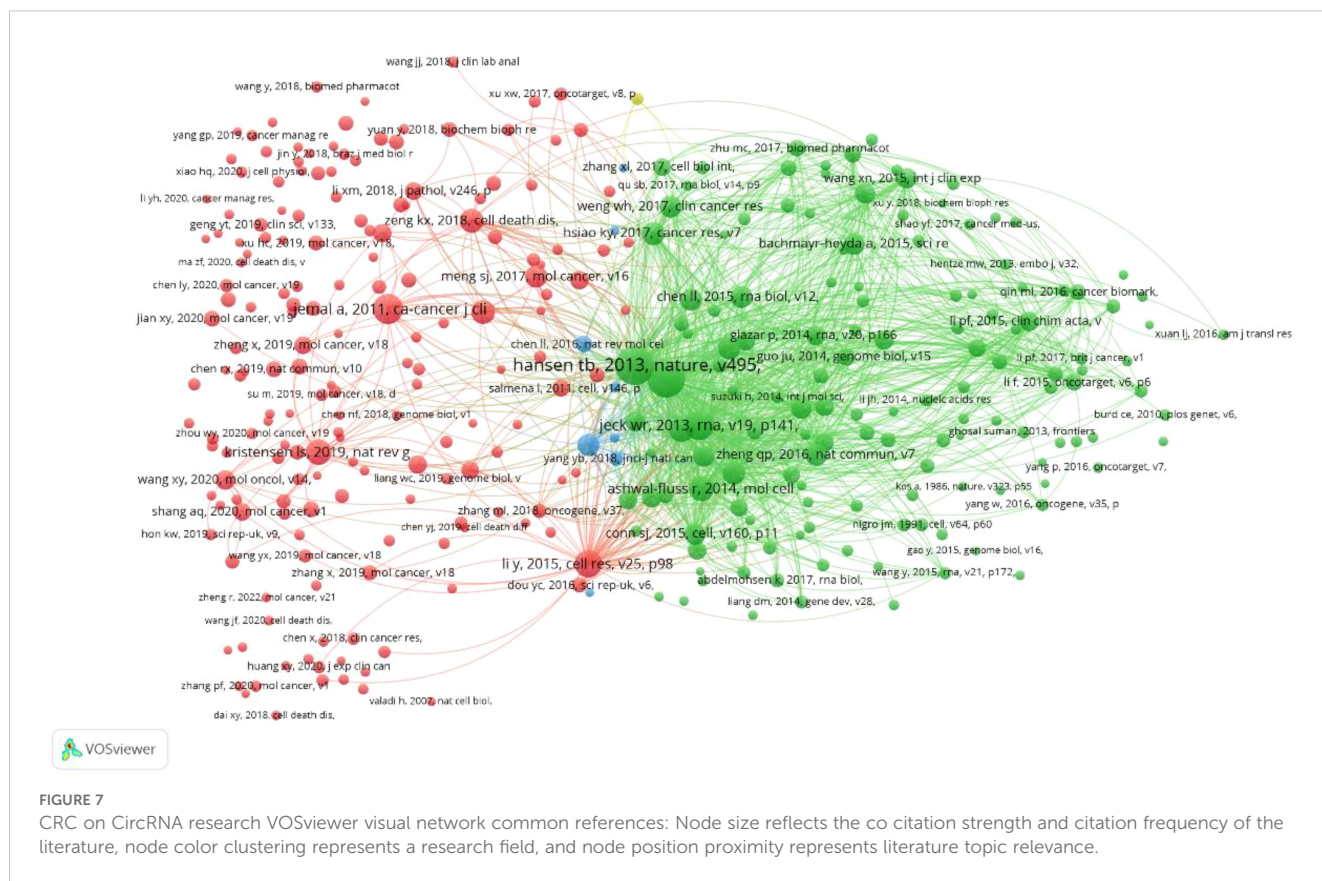 wang jj, 2018, j clin lab anal
wang y, 2018, biomed pharmacot
xu xw, 2017, oncotarget, v8, p
yang gp, 2019, cancer manag re
yuan y, 2018, biochem bioph re
jin y, 2018, braz j med biol r
zhu mc, 2017, biomed pharmacot
xiao hq, 2020, j cell physiol,
zhang xl, 2017, cell biol int,
wang xn, 2015, int j clin exp
qu sb, 2017, rna biol, v14, p9
li xm, 2018, j pathol, v246, p
li yh, 2020, cancer manag res,
xu y, 2018, biochem bioph res
weng wh, 2017, clin cancer res
zeng kx, 2018, cell death dis,
geng yt, 2019, clin sci, v133,
shao yf, 2017, cancer med-us,
hsiao ky, 2017, cancer res, v7
xu hc, 2019, mol cancer, v18,
bachmayr-heyda a, 2015, sci re
ma zf, 2020, cell death dis, v
hentze mw, 2013, embo j, v32,
meng sj, 2017, mol cancer, v16
chen ly, 2020, mol cancer, v19
qin ml, 2016, cancer biomark,
chen ll, 2015, rna biol, v12,
jemal a, 2011, ca-cancer j cli
jian xy, 2020, mol cancer, v19
li pf, 2015, clin chim acta, v
glazar p, 2014, rna, v20, p166
xuan lj, 2016, am j transl res
zheng x, 2019, mol cancer, v18
chen ll, 2016, nat rev mol cel
guo ju, 2014, genome biol, v15
li pf, 2017, brit j cancer, v1
chen rx, 2019, nat commun, v10
hansen tb, 2013, nature, v495,
li f, 2015, oncotarget, v6, p6
salmena l, 2011, cell, v146, p
su m, 2019, mol cancer, v18, d
suzuki h, 2014, int j mol sci,
li jh, 2014, nucleic acids res
chen nf, 2018, genome biol, v1
burd ce, 2010, plos genet, v6,
jeck wr, 2013, rna, v19, p141,
zhou wy, 2020, mol cancer, v19
ghosal suman, 2013, frontiers
kristensen ls, 2019, nat rev g
zheng qp, 2016, nat commun, v7
yang yb, 2018, jnci-j natl can
yang p, 2016, oncotarget, v7,
liang wc, 2019, genome biol, v
wang xy, 2020, mol oncol, v14,
kos a, 1986, nature, v323, p55
ashwal-fluss r, 2014, mol cell
zhang ml, 2018, oncogene, v37,
shang aq, 2020, mol cancer, v1
yang w, 2016, oncogene, v35, p
chen yj, 2019, cell death diff
nigro jm, 1991, cell, v64, p60
hon kw, 2019, sci rep-uk, v9,
conn sj, 2015, cell, v160, p11
gao y, 2015, genome biol, v16,
wang yx, 2019, mol cancer, v18
li y, 2015, cell res, v25, p98
zhang x, 2019, mol cancer, v18
wang y, 2015, rna, v21, p172,
abdelmohsen k, 2017, rna biol,
dou yc, 2016, sci rep-uk, v6,
zheng r, 2022, mol cancer, v21
liang dm, 2014, gene dev, v28,
wang jf, 2020, cell death dis,
chen x, 2018, clin cancer res,
huang xy, 2020, j exp clin can
zhang pf, 2020, mol cancer, v1
valadi h, 2007, nat cell biol,
dai xy, 2018, cell death dis,
VOSviewer
FIGURE 7
CRC on CircRNA research VOSviewer visual network common references: Node size reflects the co citation strength and citation frequency of the
literature, node color clustering represents a research field, and node position proximity represents literature topic relevance.